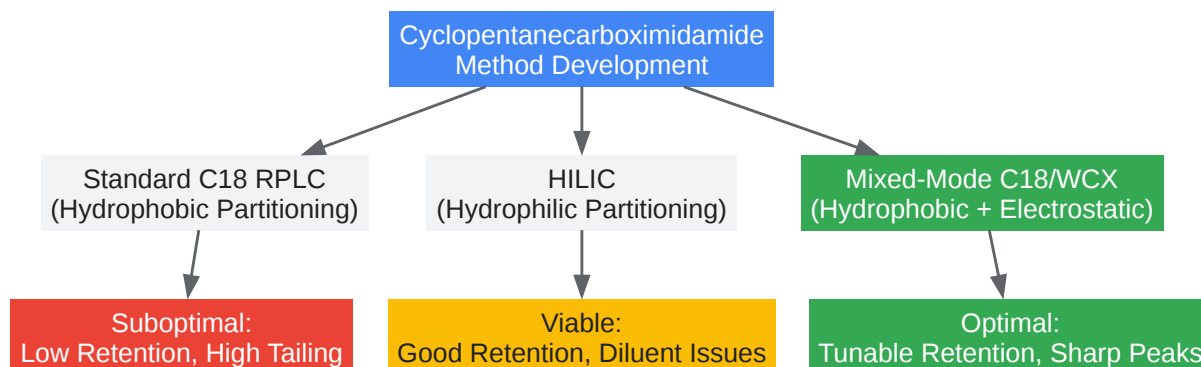 Cyclopentanecarboximidamide
Method Development
Standard C18 RPLC
(Hydrophobic Partitioning)
HILIC
(Hydrophilic Partitioning)
Mixed-Mode C18/WCX
(Hydrophobic + Electrostatic)
Suboptimal:
Low Retention, High Tailing
Viable:
Good Retention, Diluent Issues
Optimal:
Tunable Retention, Sharp Peaks